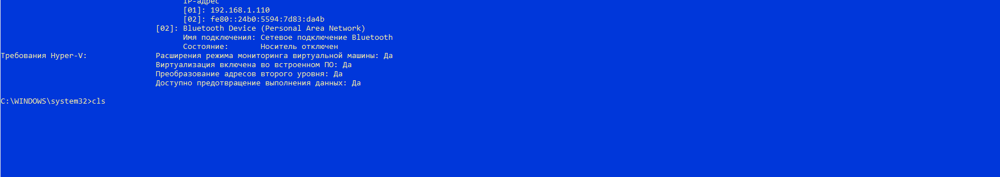 IP-адрес
[01]: 192.168.1.110
[02]: fe80::24b0:5594:7d83:da4b
[02]: Bluetooth Device (Personal Area Network)
Имя подключения: Сетевое подключение Bluetooth
Состояние: Носитель отключен
Требования Hyper-V: Расширения режима мониторинга виртуальной машины: Да
Виртуализация включена во встроенном ПО: Да
Преобразование адресов второго уровня: Да
Доступно предотвращение выполнения данных: Да
C:\WINDOWS\system32>cls